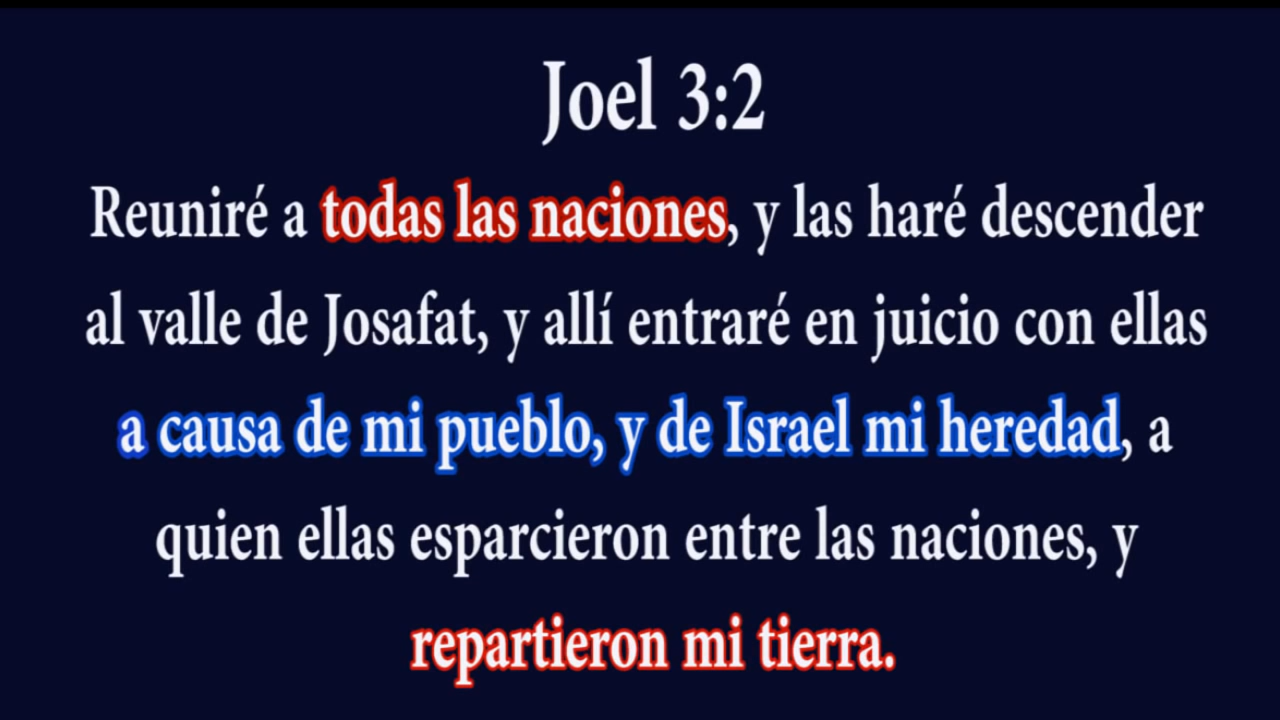 Joel 3:2
Reuniré a todas las naciones, y las haré descender
al valle de Josafat, y allí entraré en juicio con ellas
a causa de mi pueblo, y de Israel mi heredad, a
quien ellas esparcieron entre las naciones, y
repartieron mi tierra.